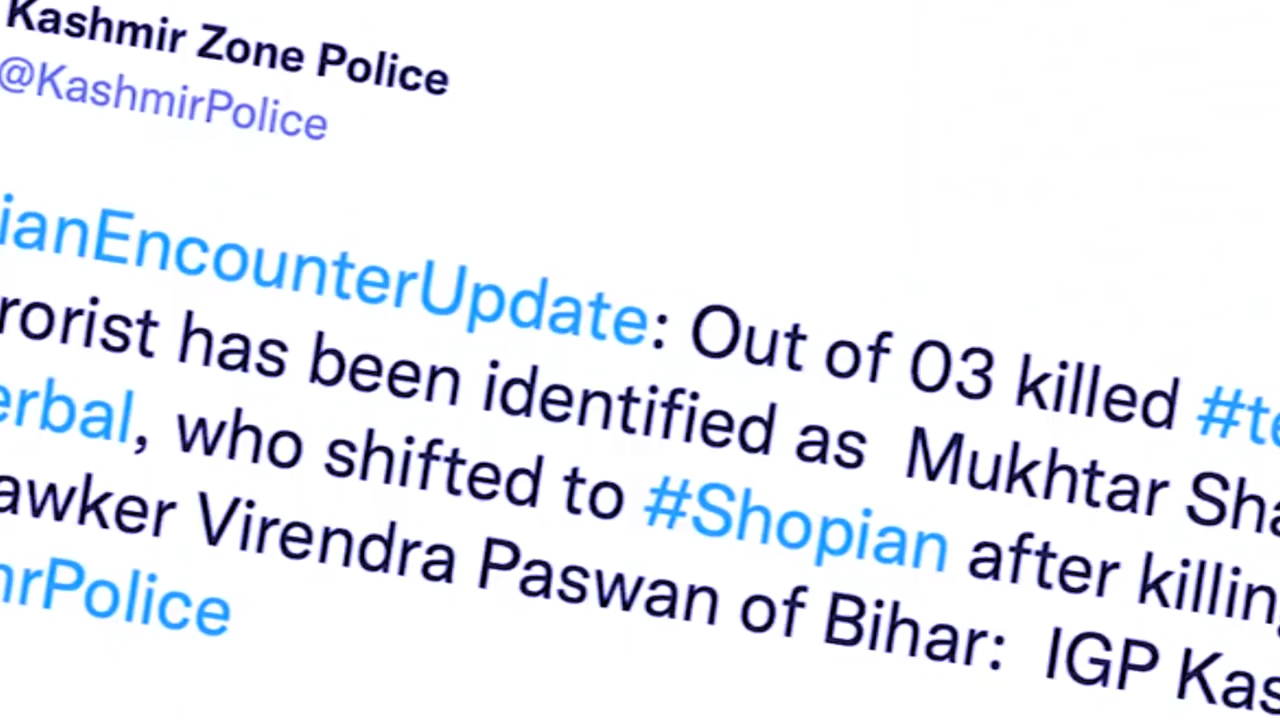 Kashmir Zone Police
@KashmirPolice
ianEncounterUpdate: Out of 03 killed #te
rorist has been identified as Mukhtar Sha
erbal, who shifted to #Shopian after killing
awker Virendra Paswan of Bihar: IGP Kas
nrPolice